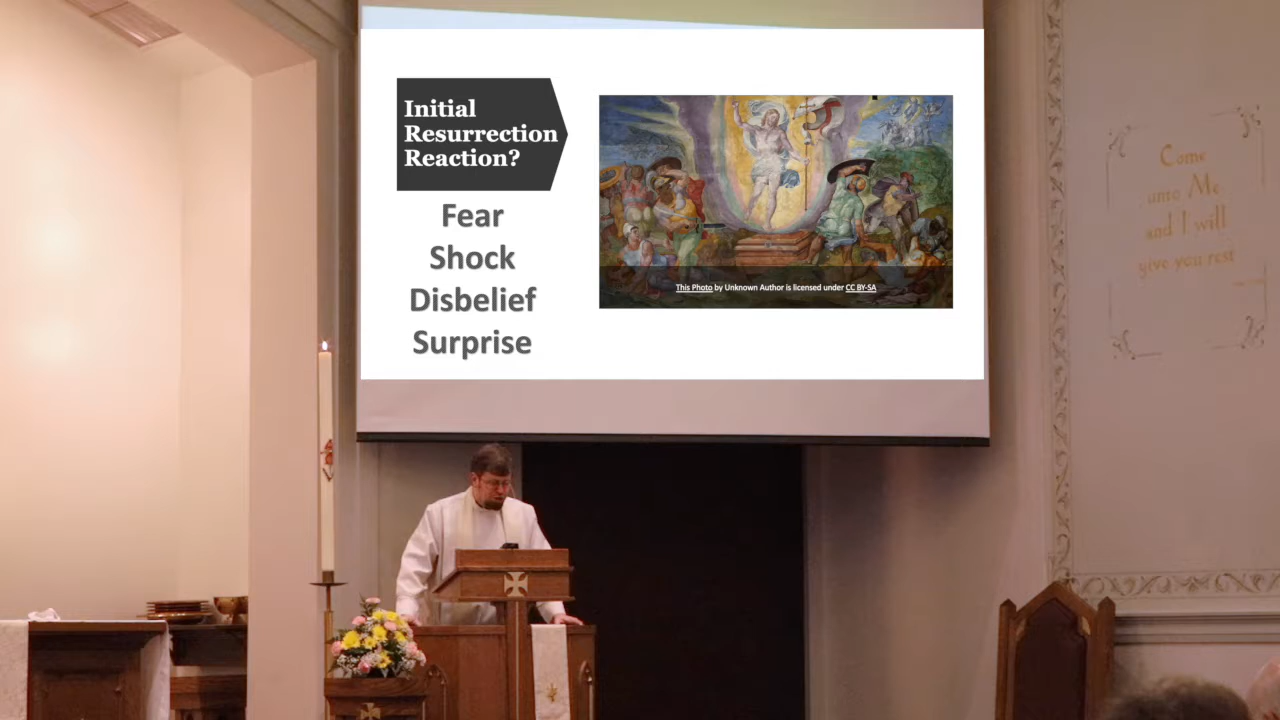 Initial
Resurrection
Reaction?
Fear
Shock
Disbelief
Surprise
This Photo by Unknown Author is licensed under CC BY-SA
Come
unto Me
and I will
give you rest